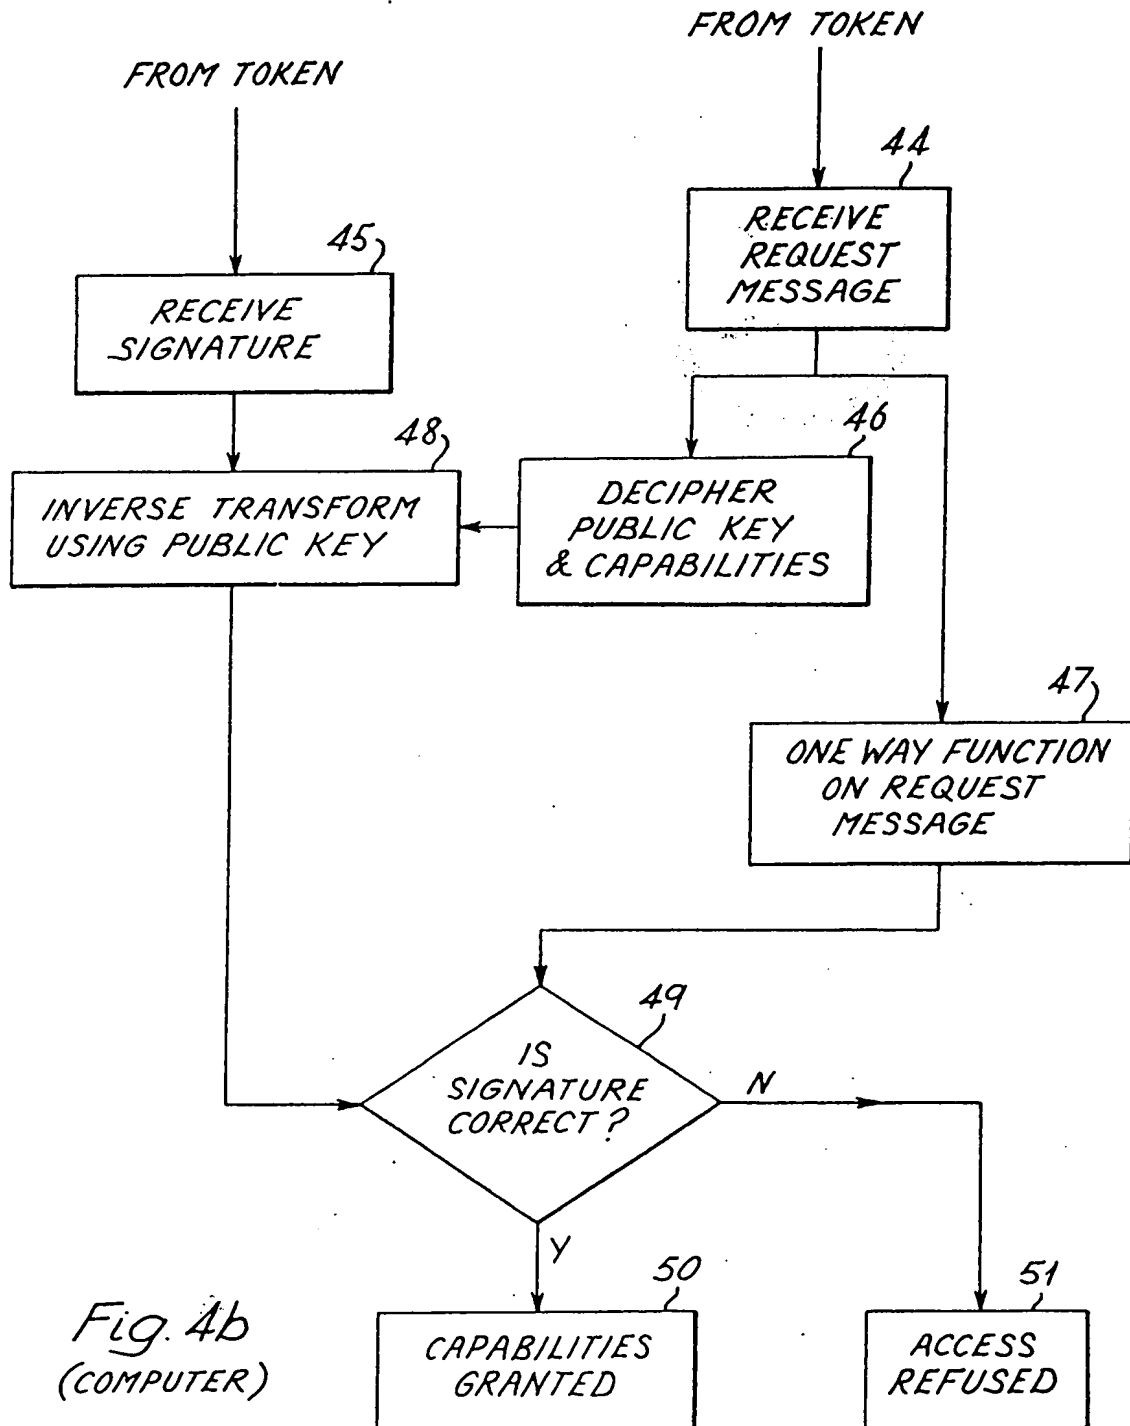 FROM TOKEN
FROM TOKEN
44
RECEIVE
REQUEST
MESSAGE
45
RECEIVE
SIGNATURE
46
DECIPHER
PUBLIC KEY
& CAPABILITIES
48
INVERSE TRANSFORM
USING PUBLIC KEY
47
ONE WAY FUNCTION
ON REQUEST
MESSAGE
49
IS
SIGNATURE
CORRECT?
N
Y
50
CAPABILITIES
GRANTED
51
ACCESS
REFUSED
Fig. 4b
(COMPUTER)